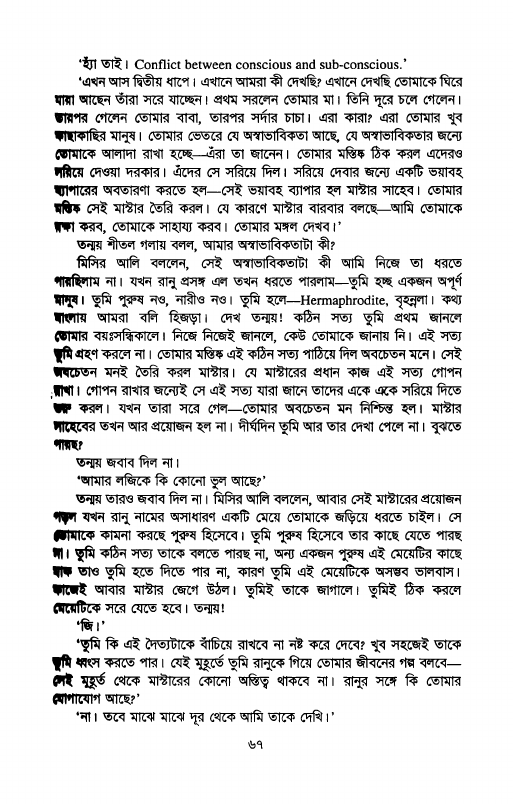 ‘হ্যাঁ তাই। Conflict between conscious and sub-conscious.’
‘এখন আস দ্বিতীয় ধাপে। এখানে আমরা কী দেখছি? এখানে দেখছি তোমাকে ঘিরে
যারা আছেন তাঁরা সরে যাচ্ছেন। প্রথম সরলেন তোমার মা। তিনি দূরে চলে গেলেন।
তারপর গেলেন তোমার বাবা, তারপর সর্দার চাচা। এরা কারা? এরা তোমার খুব
কাছাকাছির মানুষ। তোমার ভেতরে যে অস্বাভাবিকতা আছে, যে অস্বাভাবিকতার জন্যে
তোমাকে আলাদা রাখা হচ্ছে—এঁরা তা জানেন। তোমার মস্তিষ্ক ঠিক করল এদেরও
সরিয়ে দেওয়া দরকার। এঁদের সে সরিয়ে দিল। সরিয়ে দেবার জন্যে একটি ভয়াবহ
ব্যাপারের অবতারণা করতে হল—সেই ভয়াবহ ব্যাপার হল মাস্টার সাহেব। তোমার
মস্তিষ্ক সেই মাস্টার তৈরি করল। যে কারণে মাস্টার বারবার বলছে—আমি তোমাকে
রক্ষা করব, তোমাকে সাহায্য করব। তোমার মঙ্গল দেখব।’
তন্ময় শীতল গলায় বলল, আমার অস্বাভাবিকতাটা কী?
মিসির আলি বললেন, সেই অস্বাভাবিকতাটা কী আমি নিজে তা ধরতে
পারছিলাম না। যখন রানু প্রসঙ্গ এল তখন ধরতে পারলাম—তুমি হচ্ছ একজন অপূর্ণ
মানুষ। তুমি পুরুষ নও, নারীও নও। তুমি হলে—Hermaphrodite, বৃহন্নলা। কথ্য
বাংলায় আমরা বলি হিজড়া। দেখ তন্ময়! কঠিন সত্য তুমি প্রথম জানলে
তোমার বয়ঃসন্ধিকালে। নিজে নিজেই জানলে, কেউ তোমাকে জানায় নি। এই সত্য
তুমি গ্রহণ করলে না। তোমার মস্তিষ্ক এই কঠিন সত্য পাঠিয়ে দিল অবচেতন মনে। সেই
অবচেতন মনই তৈরি করল মাস্টার। যে মাস্টারের প্রধান কাজ এই সত্য গোপন
রাখা। গোপন রাখার জন্যেই সে এই সত্য যারা জানে তাদের একে একে সরিয়ে দিতে
শুরু করল। যখন তারা সরে গেল—তোমার অবচেতন মন নিশ্চিন্ত হল। মাস্টার
সাহেবের তখন আর প্রয়োজন হল না। দীর্ঘদিন তুমি আর তার দেখা পেলে না। বুঝতে
পারছ?
তন্ময় জবাব দিল না।
‘আমার লজিকে কি কোনো ভুল আছে?’
তন্ময় তারও জবাব দিল না। মিসির আলি বললেন, আবার সেই মাস্টারের প্রয়োজন
পড়ল যখন রানু নামের অসাধারণ একটি মেয়ে তোমাকে জড়িয়ে ধরতে চাইল। সে
তোমাকে কামনা করছে পুরুষ হিসেবে। তুমি পুরুষ হিসেবে তার কাছে যেতে পারছ
না। তুমি কঠিন সত্য তাকে বলতে পারছ না, অন্য একজন পুরুষ এই মেয়েটির কাছে
যাক তাও তুমি হতে দিতে পার না, কারণ তুমি এই মেয়েটিকে অসম্ভব ভালবাস।
কাজেই আবার মাস্টার জেগে উঠল। তুমিই তাকে জাগালে। তুমিই ঠিক করলে
মেয়েটিকে সরে যেতে হবে। তন্ময়!
‘জি।’
‘তুমি কি এই দৈত্যটাকে বাঁচিয়ে রাখবে না নষ্ট করে দেবে? খুব সহজেই তাকে
তুমি ধ্বংস করতে পার। যেই মুহূর্তে তুমি রানুকে গিয়ে তোমার জীবনের গল্প বলবে—
সেই মুহূর্ত থেকে মাস্টারের কোনো অস্তিত্ব থাকবে না। রানুর সঙ্গে কি তোমার
যোগাযোগ আছে?’
‘না। তবে মাঝে মাঝে দূর থেকে আমি তাকে দেখি।’
৬৭